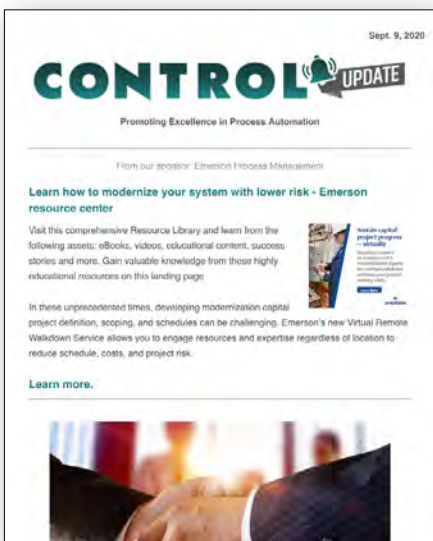 Sept. 9, 2020
CONTROL UPDATE
Promoting Excellence in Process Automation
From our sponsor: Emerson Process Management
Learn how to modernize your system with lower risk - Emerson
resource center
Visit this comprehensive Resource Library and learn from the
following assets: eBooks, videos, educational content, success
stories and more. Gain valuable knowledge from these highly
educational resources on this landing page
Sustain capital
project progress
– virtually
In these unprecedented times, developing modernization capital
project definition, scoping, and schedules can be challenging. Emerson's new Virtual Remote
Walkdown Service allows you to engage resources and expertise regardless of location to
reduce schedule, costs, and project risk.
Learn more.